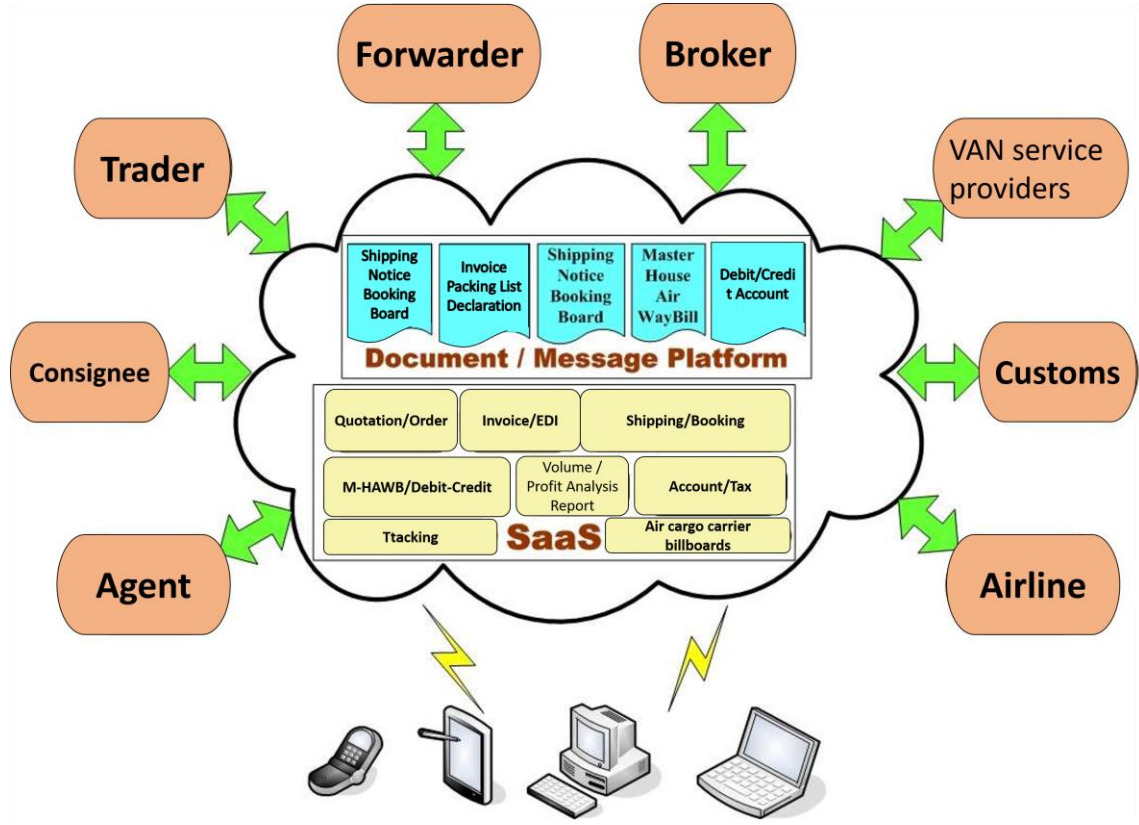 Forwarder
Broker
Trader
VAN service
providers
Shipping
Notice
Booking
Board
Invoice
Packing List
Declaration
Shipping
Notice
Booking
Board
Master
House
Air
WayBill
Debit/Credi
t Account
Document / Message Platform
Consignee
Customs
Quotation/Order
Invoice/EDI
Shipping/Booking
M-HAWB/Debit-Credit
Volume /
Profit Analysis
Report
Account/Tax
Ttacking
SaaS
Air cargo carrier
billboards
Agent
Airline